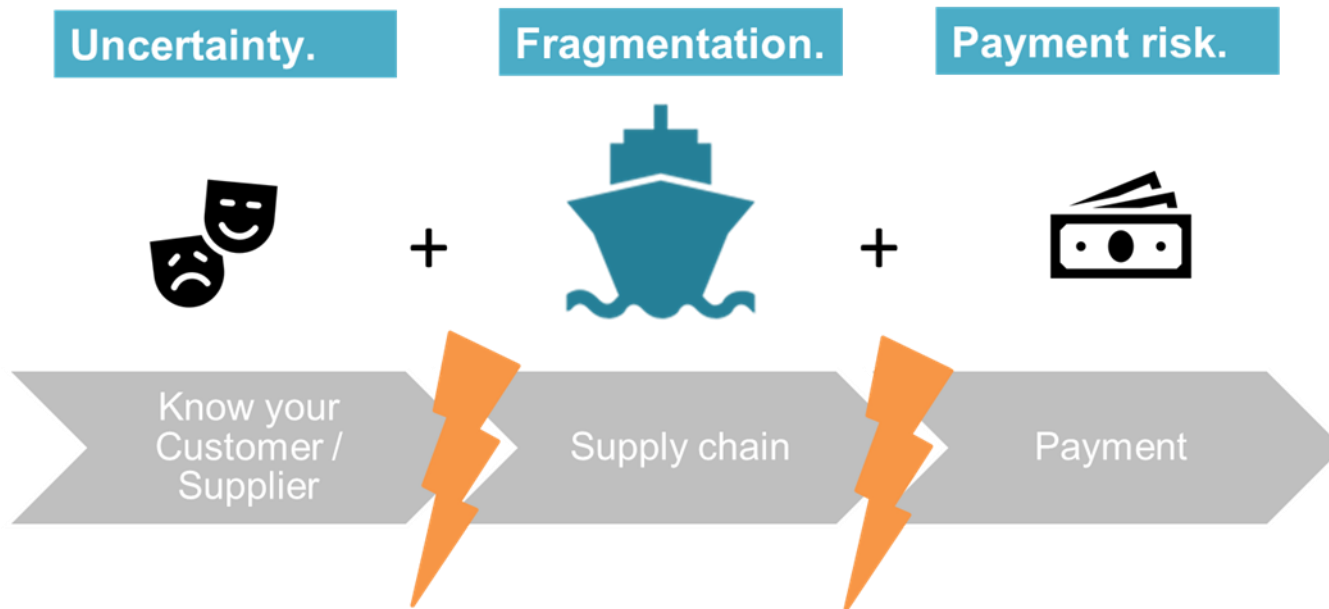 Uncertainty.
Fragmentation.
Payment risk.
+
+
Know your
Customer /
Supplier
Supply chain
Payment